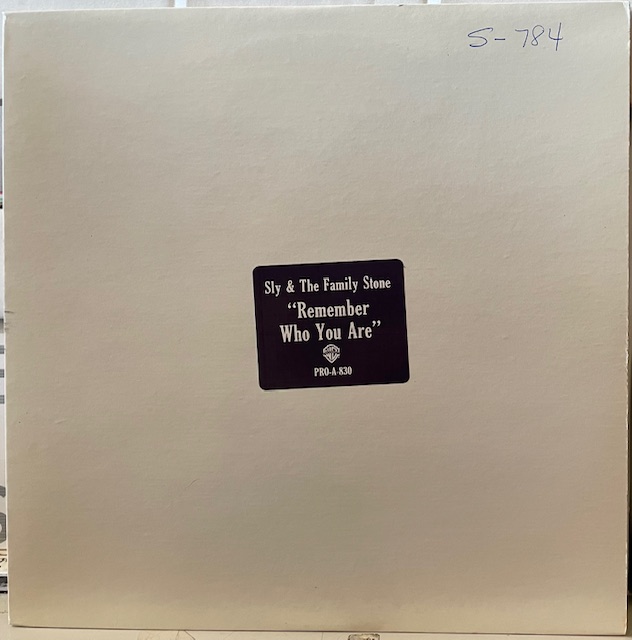 S-784
Sly & The Family Stone
“Remember
Who You Are”
PRO-A-830